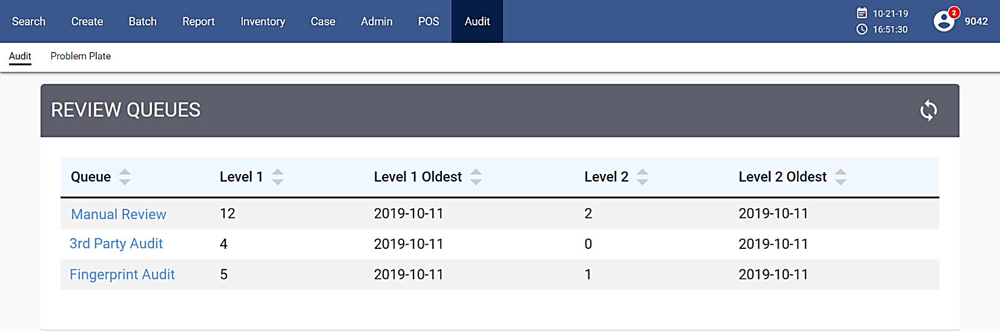 Search Create Batch Report Inventory Case Admin POS Audit 10-21-19 2 9042
16:51:30
Audit Problem Plate
REVIEW QUEUES
Queue Level 1 Level 1 Oldest Level 2 Level 2 Oldest
Manual Review 12 2019-10-11 2 2019-10-11
3rd Party Audit 4 2019-10-11 0 2019-10-11
Fingerprint Audit 5 2019-10-11 1 2019-10-11